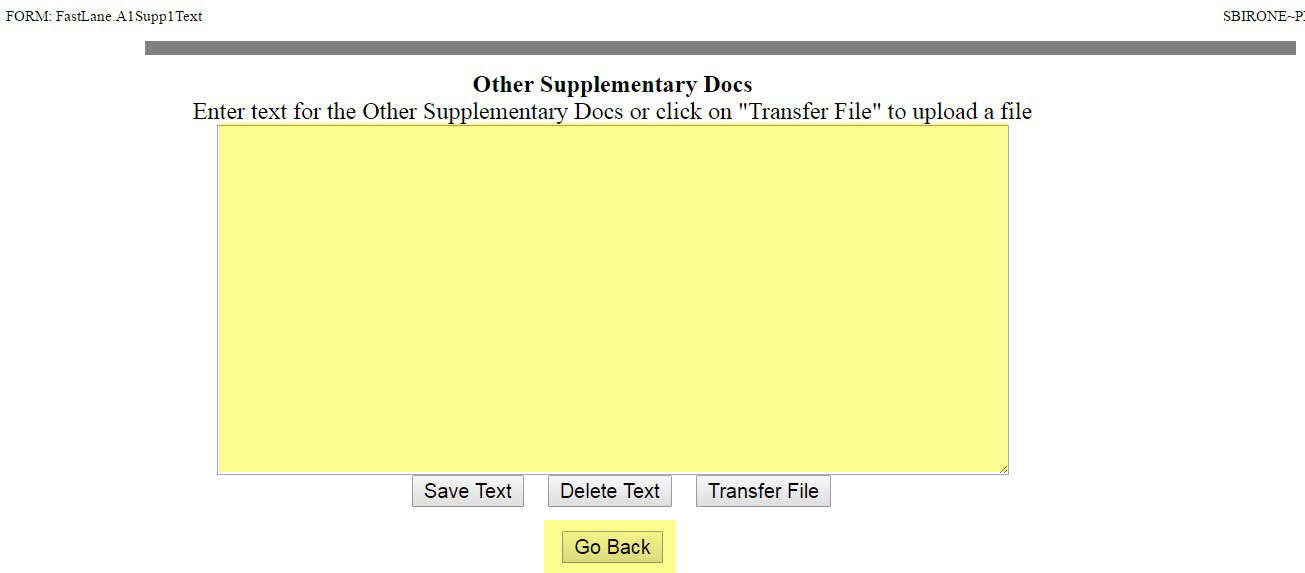 FORM: FastLane.A1Supp1Text
SBIRONE~P
Other Supplementary Docs
Enter text for the Other Supplementary Docs or click on "Transfer File" to upload a file
Save Text Delete Text Transfer File
Go Back